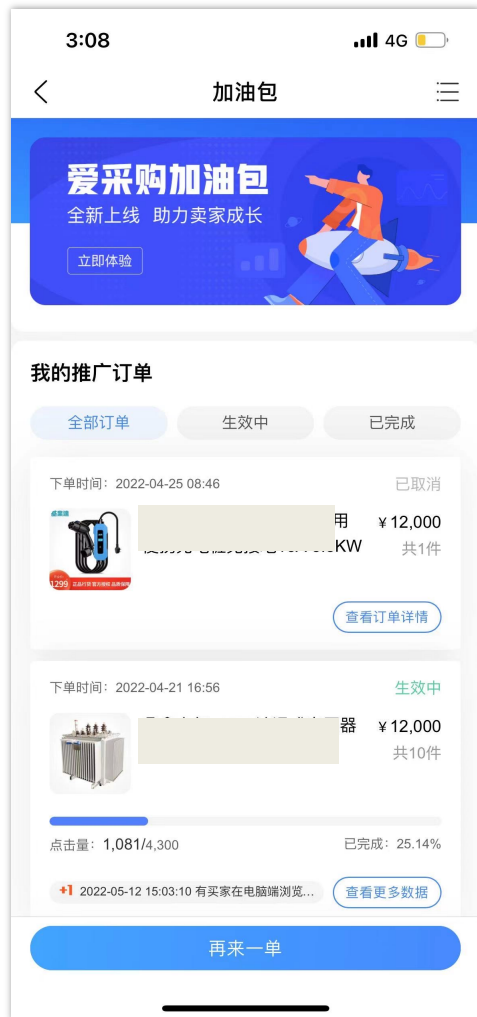 3:08
4G
加油包
爱采购加油包
全新上线 助力卖家成长
立即体验
我的推广订单
全部订单
生效中
已完成
下单时间：2022-04-25 08:46
已取消
用
¥12,000
KW
共1件
1299
查看订单详情
下单时间：2022-04-21 16:56
生效中
器
¥12,000
共10件
点击量：1,081/4,300
已完成：25.14%
+1 2022-05-12 15:03:10 有买家在电脑端浏览...
查看更多数据
再来一单